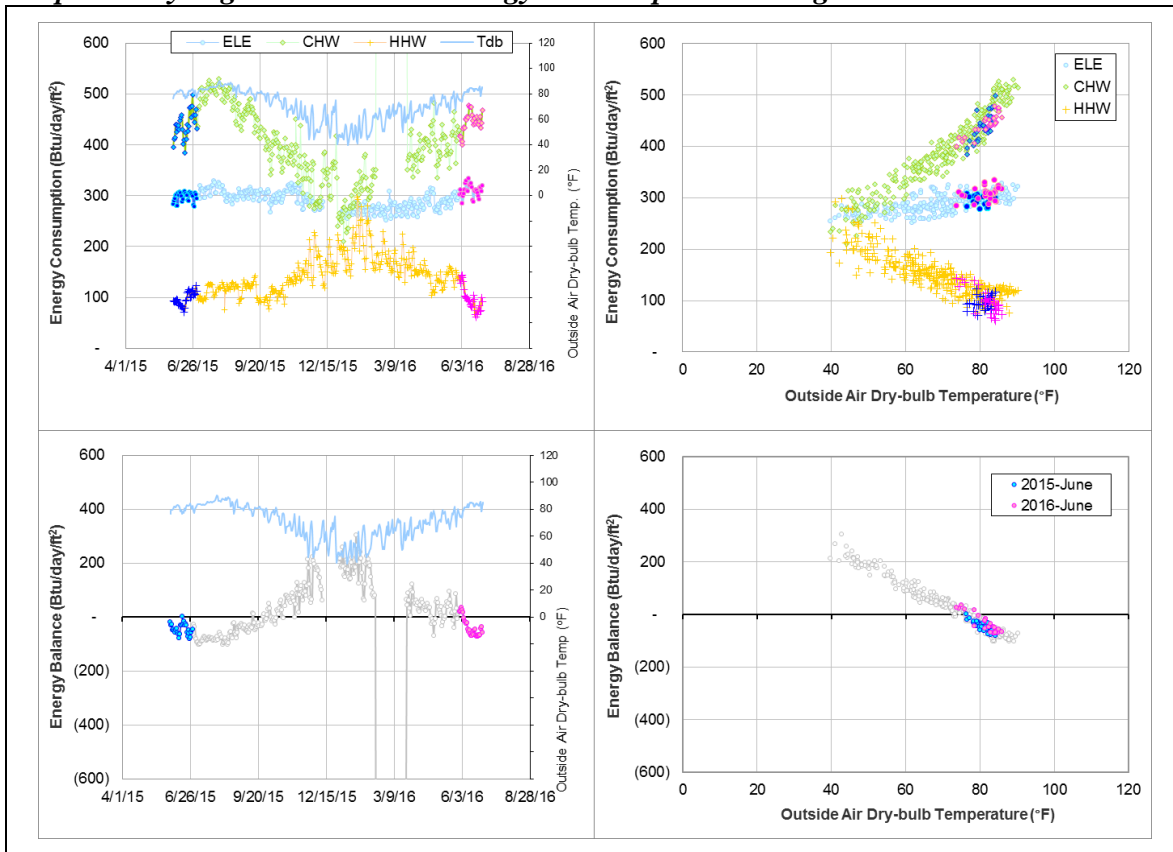 600
500
400
300
200
100
-
Energy Consumption (Btu/day/ft²)
ELE CHW HHW Tdb
120
100
80
60
40
20
0
Outside Air Dry-bulb Temp. (°F)
4/1/15 6/26/15 9/20/15 12/15/15 3/9/16 6/3/16 8/28/16
600
500
400
300
200
100
-
Energy Consumption (Btu/day/ft²)
ELE
CHW
HHW
0 20 40 60 80 100 120
Outside Air Dry-bulb Temperature (°F)
600
400
200
-
(200)
(400)
(600)
Energy Balance (Btu/day/ft²)
120
100
80
60
40
20
0
Outside Air Dry-bulb Temp (°F)
4/1/15 6/26/15 9/20/15 12/15/15 3/9/16 6/3/16 8/28/16
600
400
200
-
(200)
(400)
(600)
Energy Balance (Btu/day/ft²)
2015-June
2016-June
0 20 40 60 80 100 120
Outside Air Dry-bulb Temperature (°F)